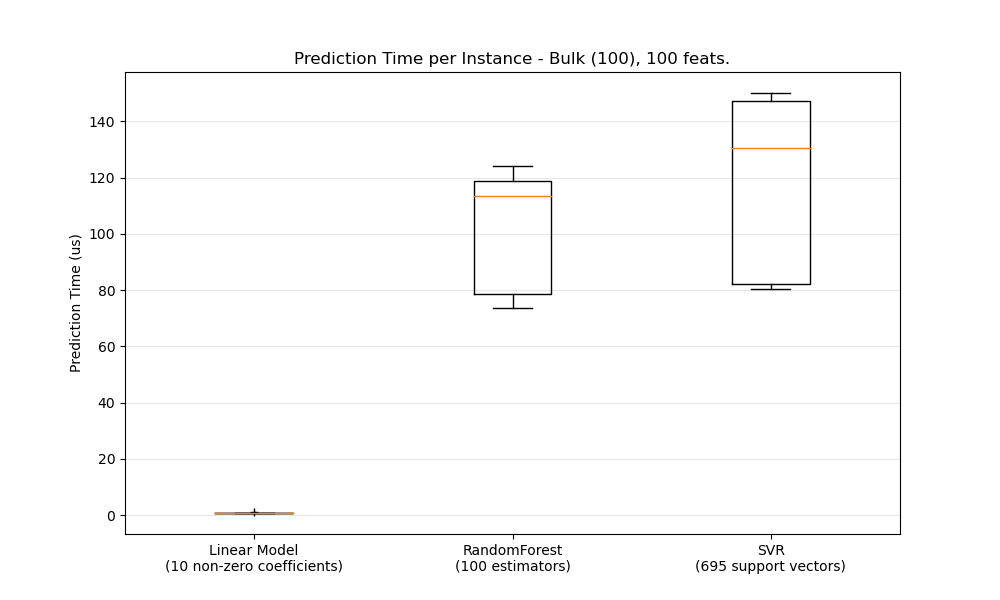 Prediction Time per Instance - Bulk (100), 100 feats.
Prediction Time (us)
140
120
100
80
60
40
20
0
Linear Model
(10 non-zero coefficients)
RandomForest
(100 estimators)
SVR
(695 support vectors)